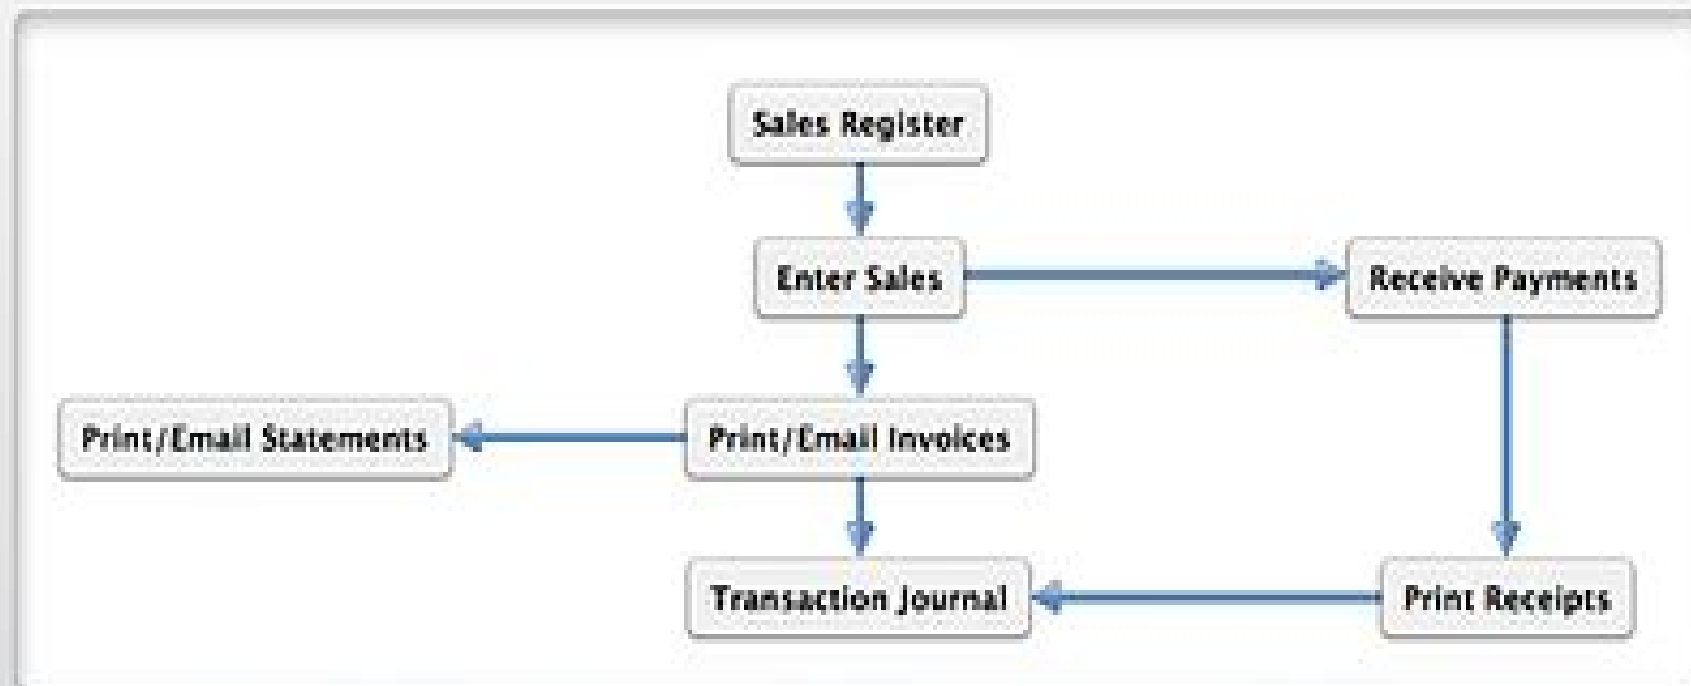 Sales Register
Enter Sales
Receive Payments
Print/Email Statements
Print/Email Invoices
Transaction Journal
Print Receipts